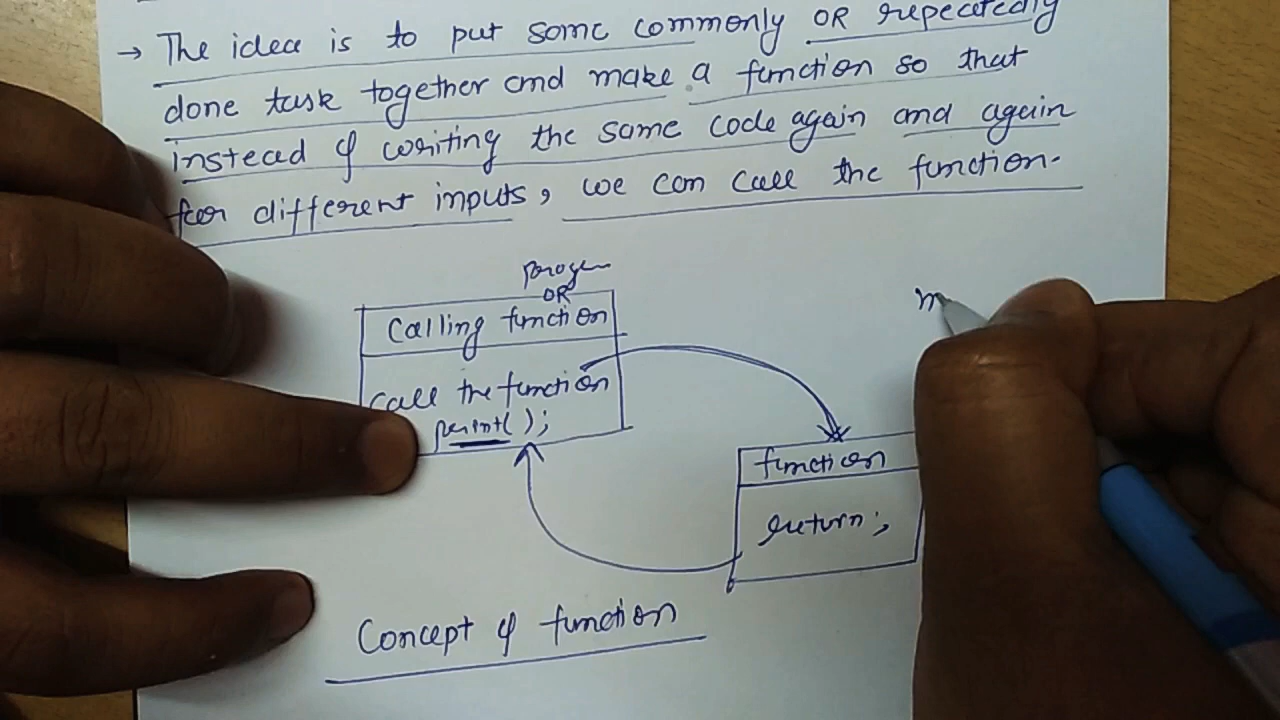 → The idea is to put some commonly OR repeatedly
done task together and make a function so that
instead of writing the same code again and again
for different inputs, we can call the function.
OR
Calling function
call the function
print( );
function
return;
Concept of function